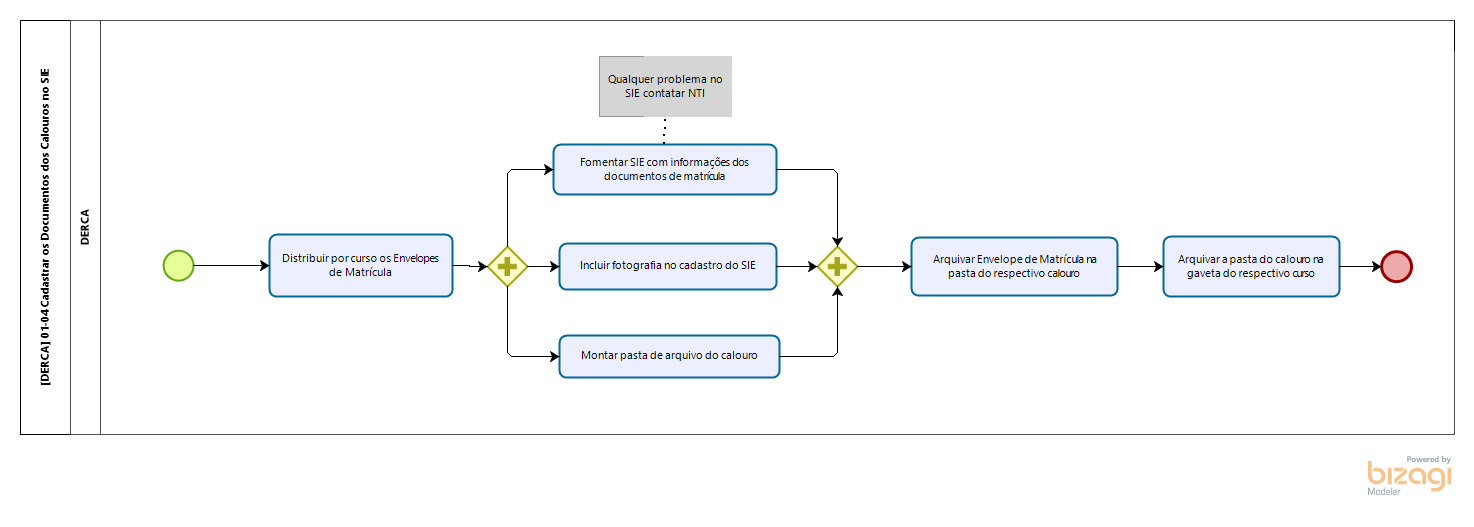 [DERCA] 01-04 Cadastrar os Documentos dos Calouros no SIE
DERCA
Qualquer problema no
SIE contatar NTI
Fomentar SIE com informações dos
documentos de matrícula
Distribuir por curso os Envelopes
de Matrícula
Incluir fotografia no cadastro do SIE
Montar pasta de arquivo do calouro
Arquivar Envelope de Matrícula na
pasta do respectivo calouro
Arquivar a pasta do calouro na
gaveta do respectivo curso
Powered by
bizagi
Modeler